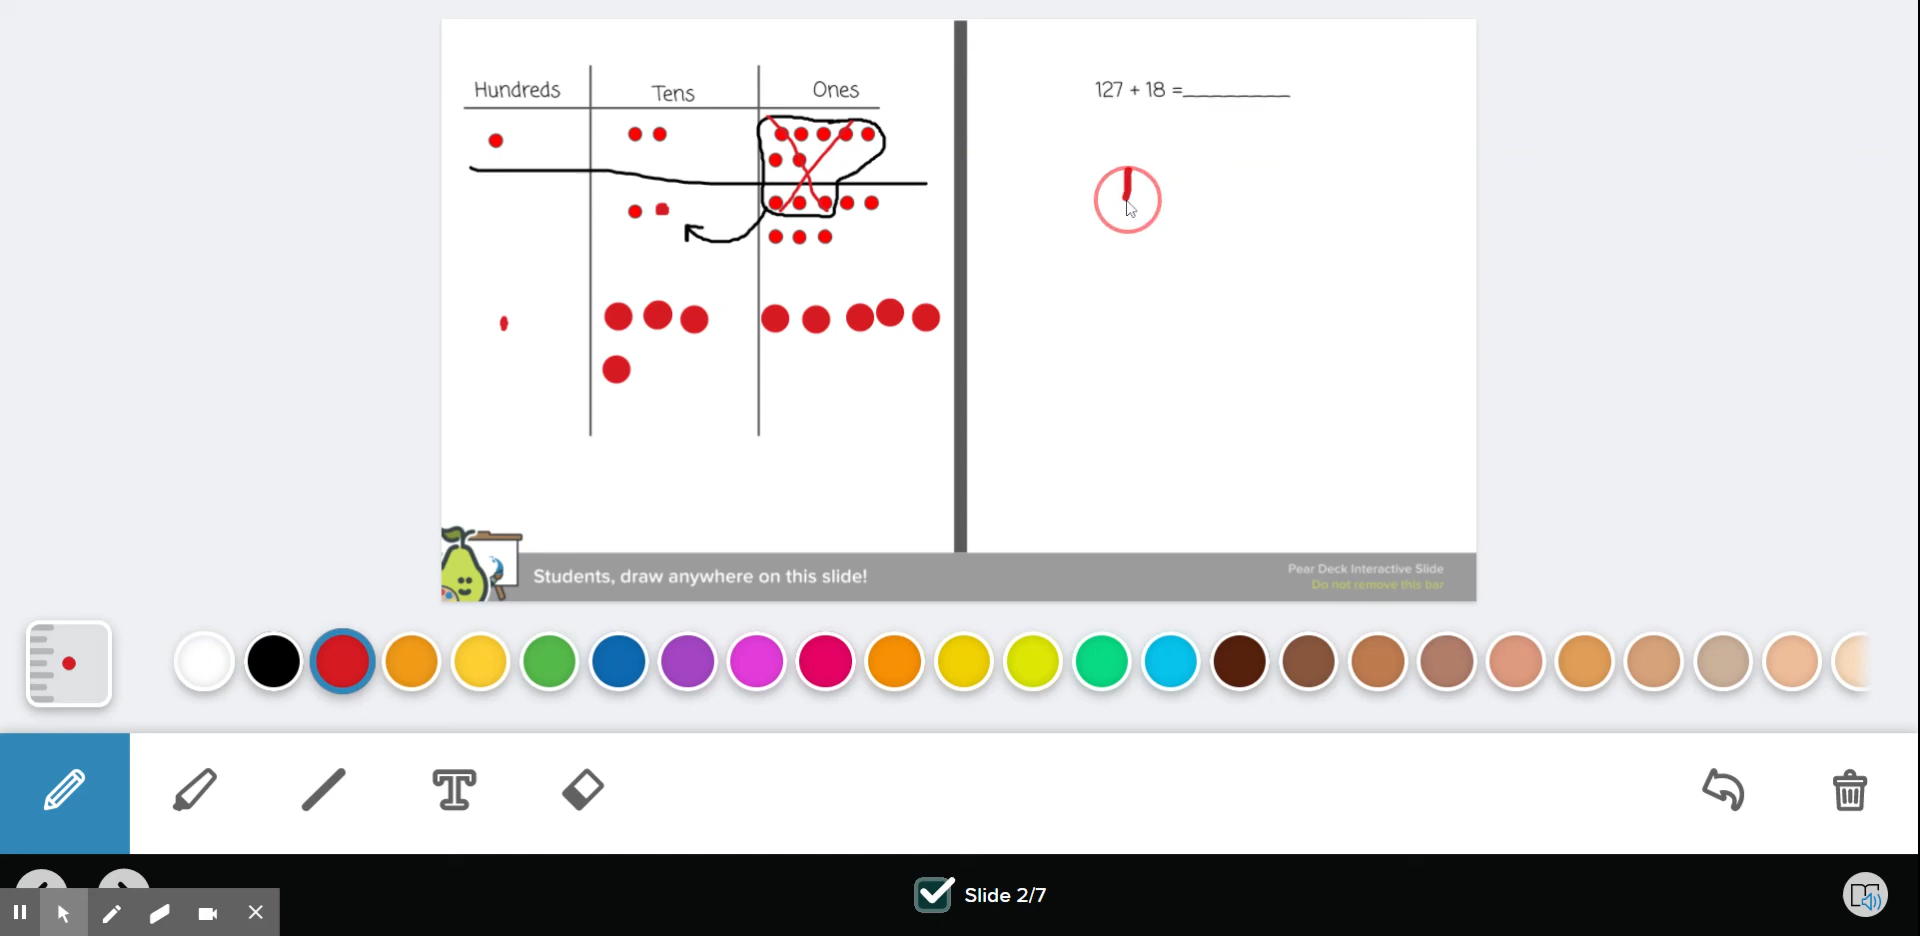 Hundreds
Tens
Ones
127 + 18 =_________
Students, draw anywhere on this slide!
Pear Deck Interactive Slide
Do not remove this bar
T
Slide 2/7